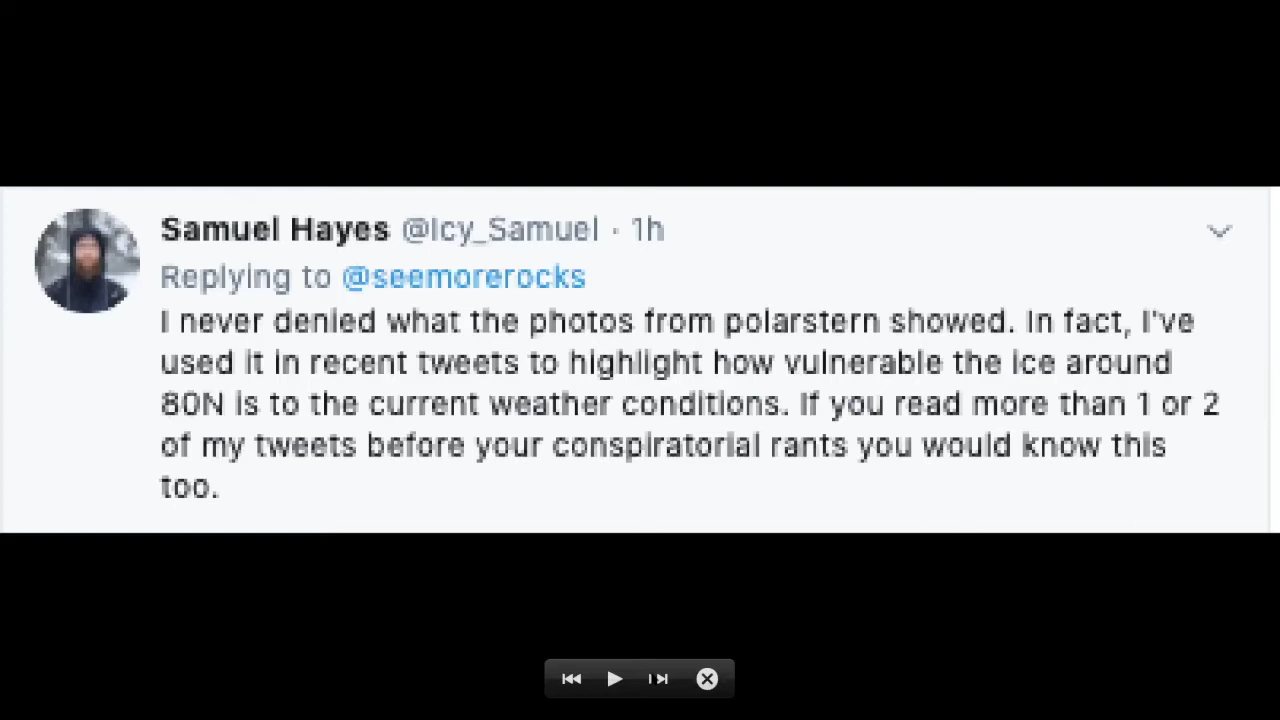 Samuel Hayes @Icy_Samuel · 1h
Replying to @seemorerocks
I never denied what the photos from polarstern showed. In fact, I've
used it in recent tweets to highlight how vulnerable the ice around
80N is to the current weather conditions. If you read more than 1 or 2
of my tweets before your conspiratorial rants you would know this
too.